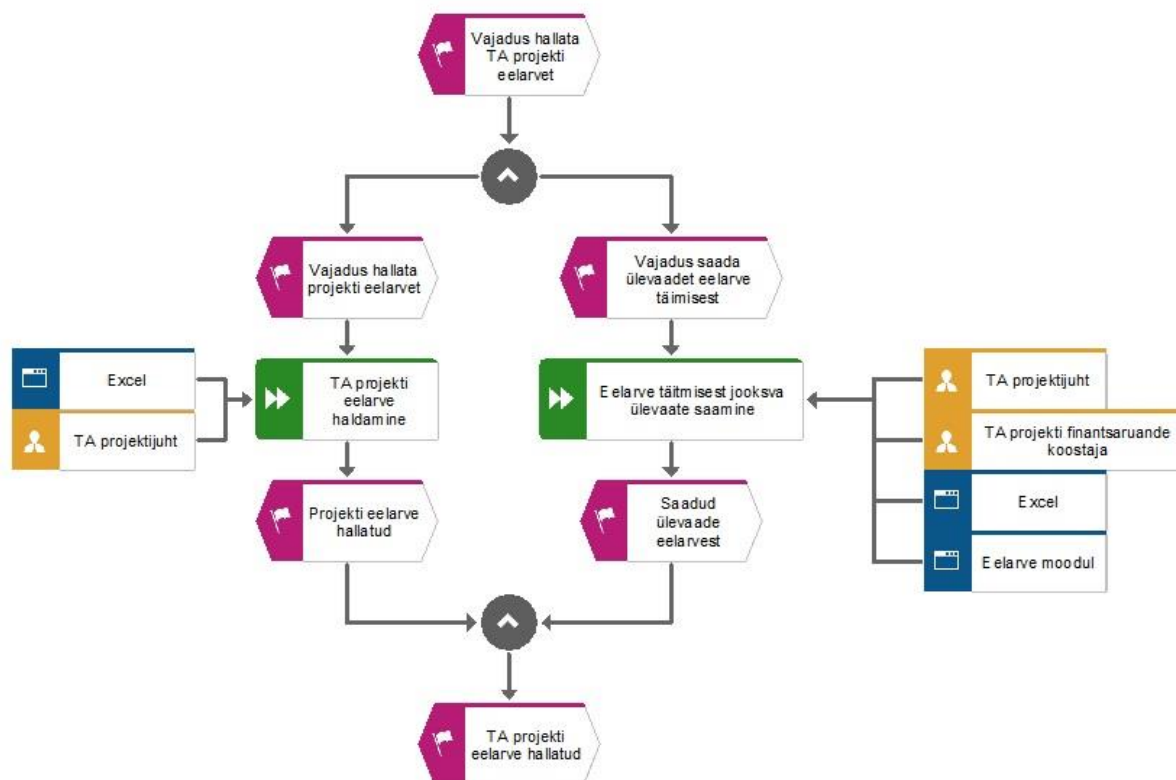 Vajadus hallata
TA projekti
eelarvet
Vajadus hallata
projekti eelarvet
Vajadus saada
ülevaadet eelarve
täimisest
Excel
TA projektijuht
TA projekti
eelarve
haldamine
Eelarve täitmisest jooksva
ülevaate saamine
TA projektijuht
TA projekti finantsaruande
koostaja
Excel
Eelarve moodul
Projekti eelarve
hallatud
Saadud
ülevaade
eelarvest
TA projekti
eelarve hallatud